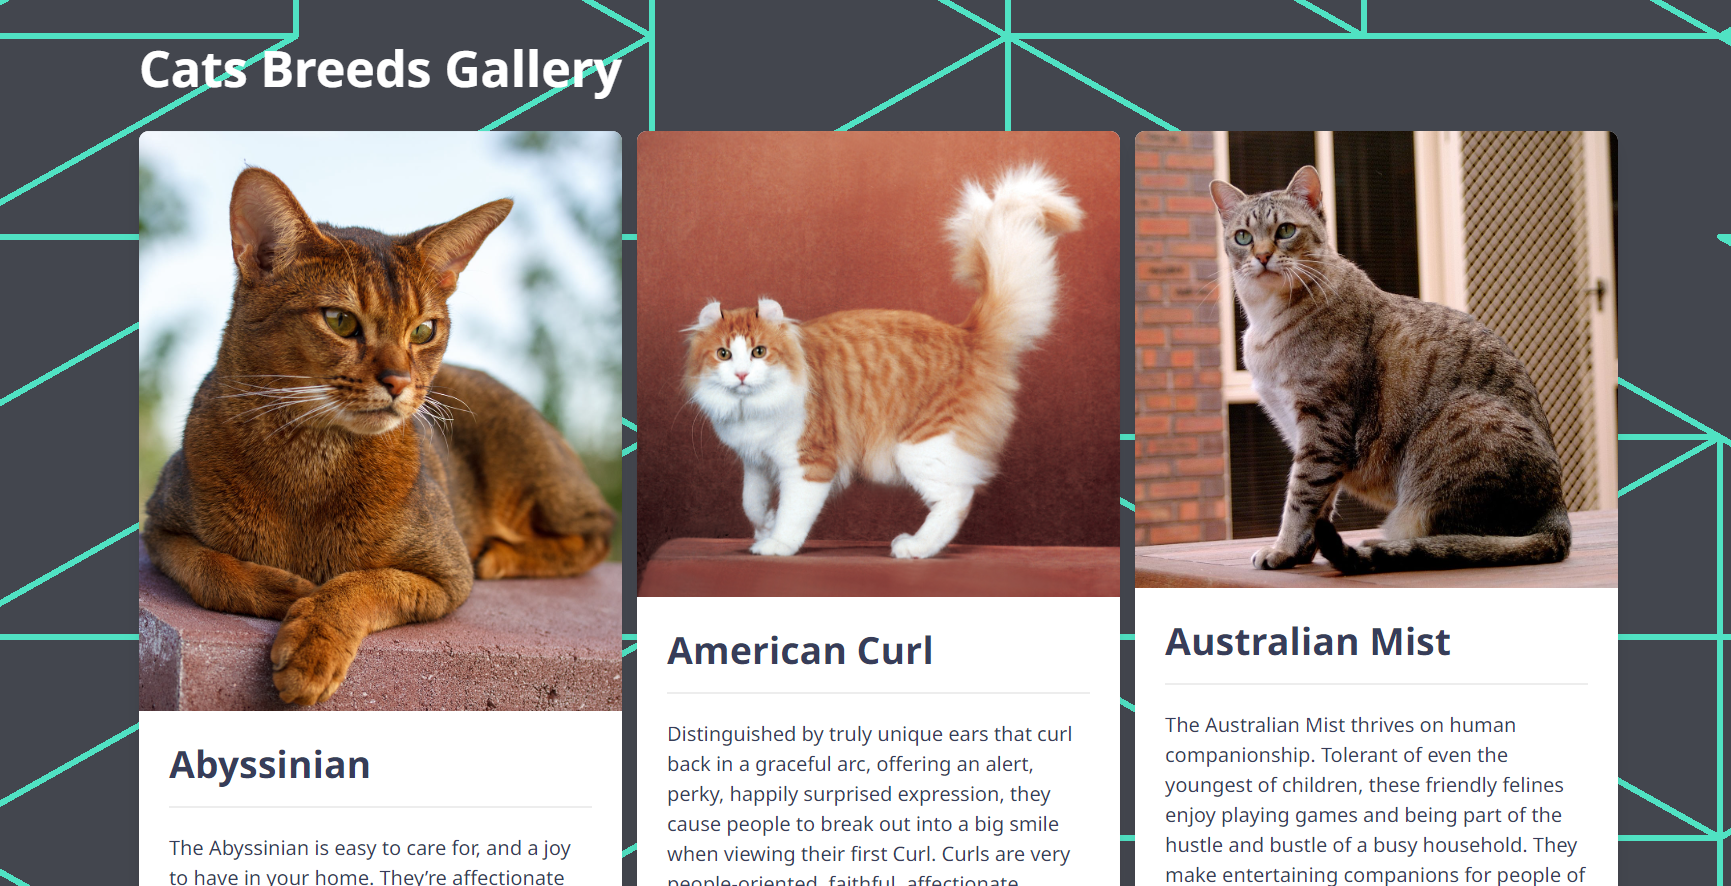 Cats Breeds Gallery
Abyssinian
The Abyssinian is easy to care for, and a joy
to have in your home. They’re affectionate
American Curl
Distinguished by truly unique ears that curl
back in a graceful arc, offering an alert,
perky, happily surprised expression, they
cause people to break out into a big smile
when viewing their first Curl. Curls are very
people-oriented, faithful, affectionate
Australian Mist
The Australian Mist thrives on human
companionship. Tolerant of even the
youngest of children, these friendly felines
enjoy playing games and being part of the
hustle and bustle of a busy household. They
make entertaining companions for people of